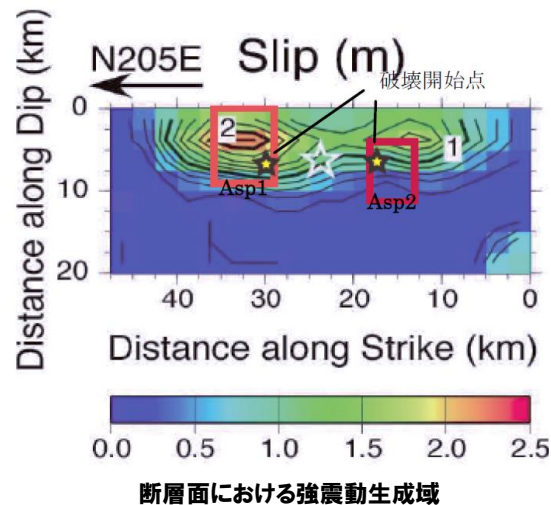 N205E
Slip (m)
破壊開始点
Distance along Dip (km)
0
10
20
2
1
Asp1
Asp2
40 30 20 10 0
Distance along Strike (km)
0.0 0.5 1.0 1.5 2.0 2.5
断層面における強震動生成域